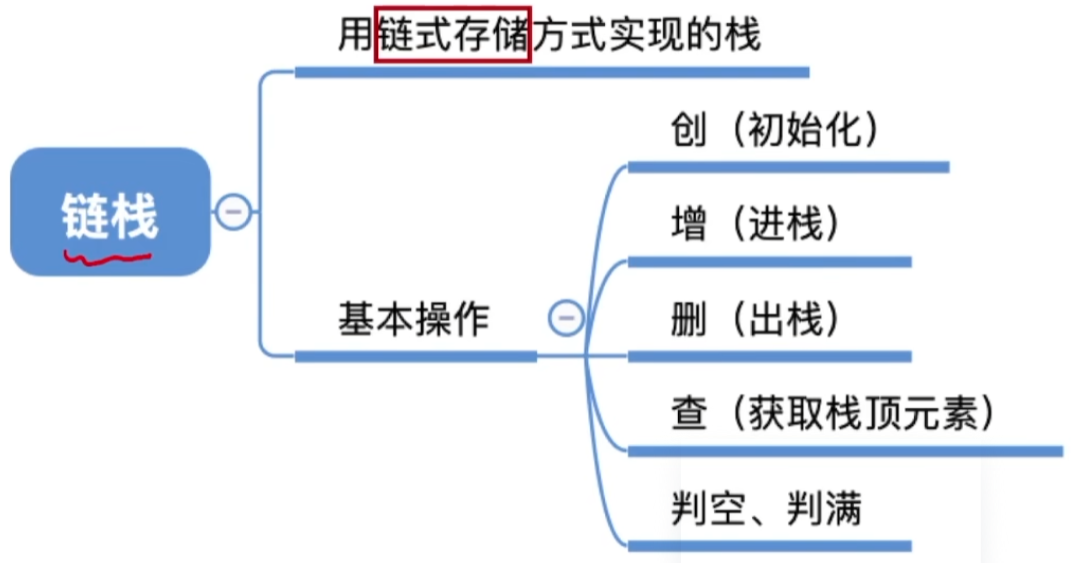 用链式存储方式实现的栈
链栈
基本操作
创（初始化）
增（进栈）
删（出栈）
查（获取栈顶元素）
判空、判满